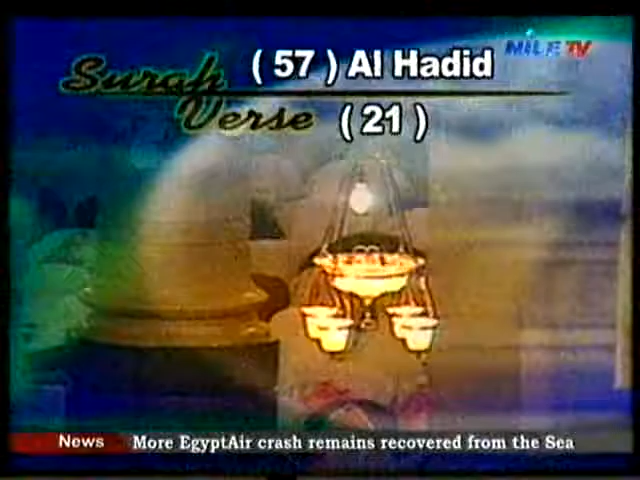 MiLE TV
Surah ( 57 ) Al Hadid
Verse ( 21 )
News More EgyptAir crash remains recovered from the Sea